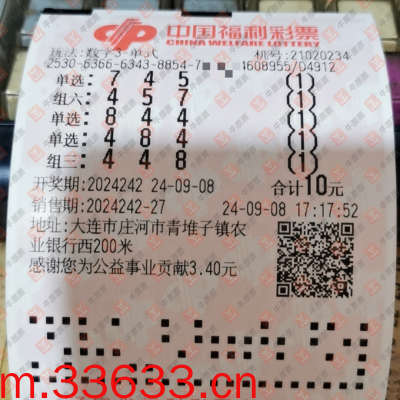 中国福利彩票
CHINA WELFARE LOTTERY
玩法:数字3-单式 机号:21020234
2530-6366-6343-8854-7 1608955/04912
单选: 7 4 5 (1)
组六: 4 5 7 (1)
单选: 8 4 4 (1)
单选: 4 8 4 (1)
组三: 4 4 8 (1)
开奖期:2024242 24-09-08 合计10元
销售期:2024242-27 24-09-08 17:17:52
地址:大连市庄河市青堆子镇农
业银行西200米
感谢您为公益事业贡献3.40元
m.33633.cn